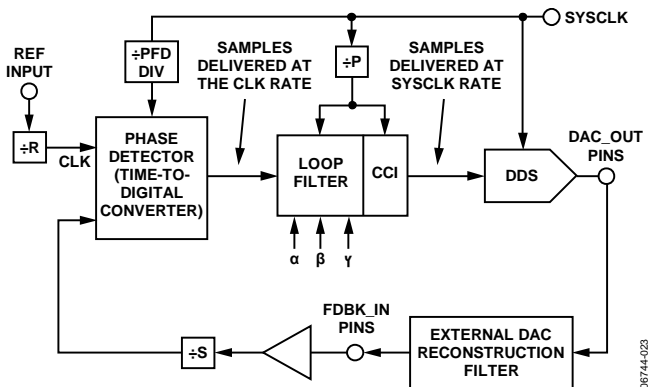 SYSCLK
REF
INPUT
÷PFD
DIV
÷P
SAMPLES
DELIVERED AT
THE CLK RATE
SAMPLES
DELIVERED AT
SYSCLK RATE
÷R
CLK
PHASE
DETECTOR
(TIME-TO-
DIGITAL
CONVERTER)
LOOP
FILTER
CCI
DDS
DAC_OUT
PINS
α β γ
÷S
FDBK_IN
PINS
EXTERNAL DAC
RECONSTRUCTION
FILTER
06744-023